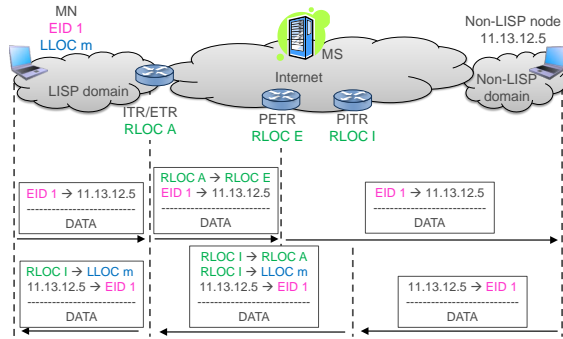 MN
EID 1
LLOC m
Non-LISP node
11.13.12.5
MS
Internet
LISP domain
Non-LISP
domain
ITR/ETR
RLOC A
PETR
RLOC E
PITR
RLOC I
EID 1 → 11.13.12.5
--------------------
DATA
RLOC A → RLOC E
EID 1 → 11.13.12.5
--------------------
DATA
EID 1 → 11.13.12.5
--------------------
DATA
RLOC I → LLOC m
11.13.12.5 → EID 1
--------------------
DATA
RLOC I → RLOC A
RLOC I → LLOC m
11.13.12.5 → EID 1
--------------------
DATA
11.13.12.5 → EID 1
--------------------
DATA